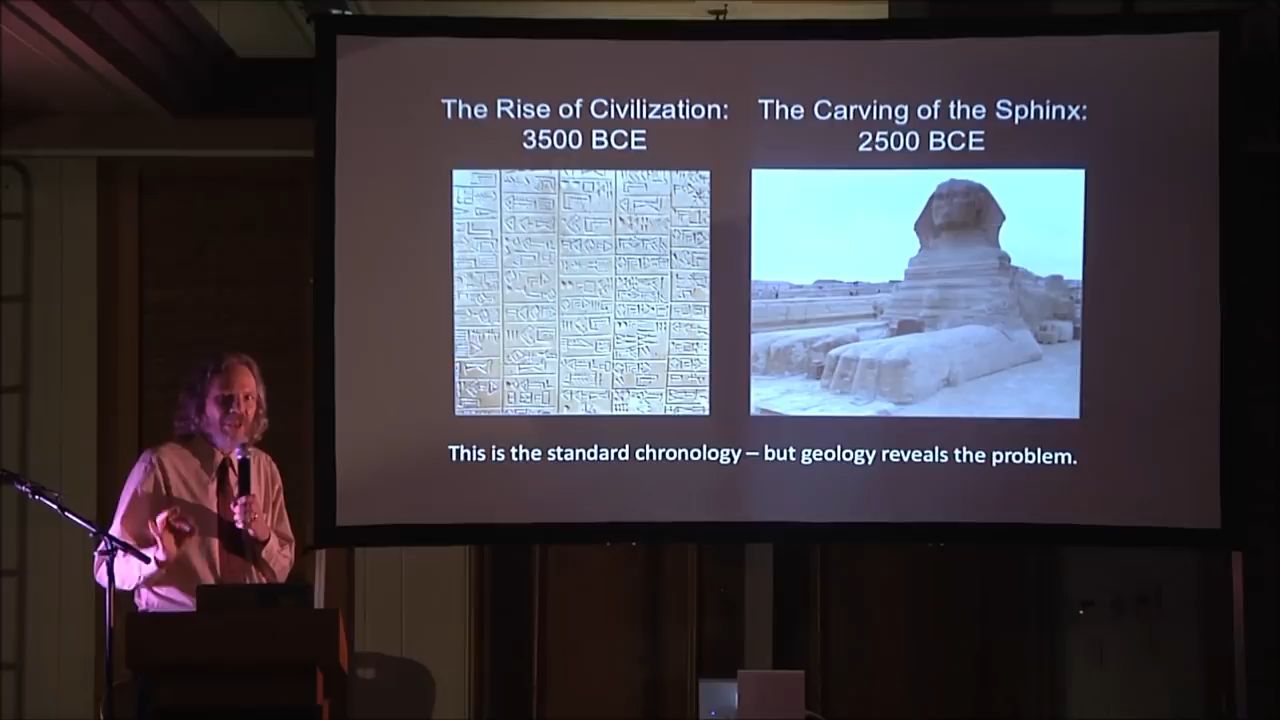 The Rise of Civilization:
3500 BCE
The Carving of the Sphinx:
2500 BCE
This is the standard chronology – but geology reveals the problem.